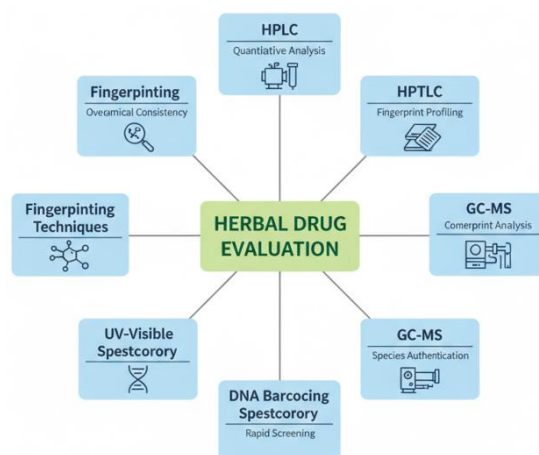 HPLC
Quantiative Analysis
Fingerpinting
Overamical Consistency
HPTLC
Fingerprint Profiling
Fingerpinting
Techniques
HERBAL DRUG
EVALUATION
GC-MS
Comerprint Analysis
UV-Visible
Spestcorory
GC-MS
Species Authentication
DNA Barcocing
Spestcorory
Rapid Screening